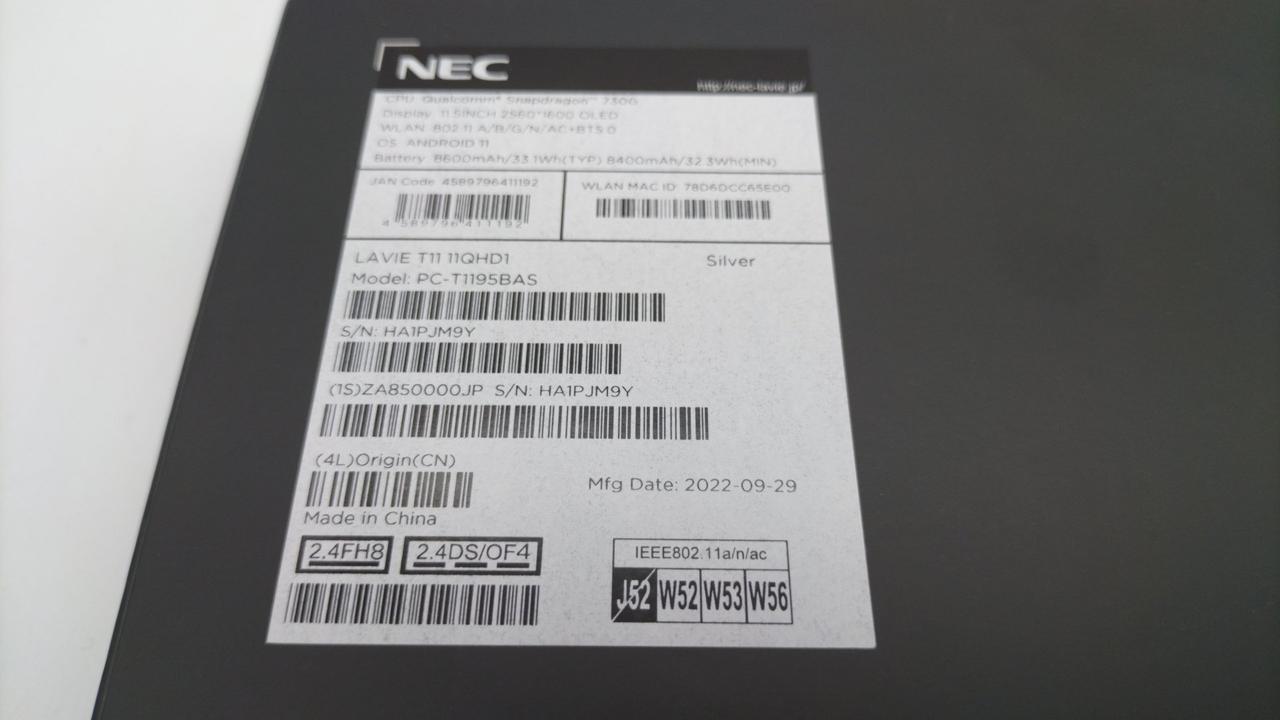 NEC
http://nec-lavie.jp/
CPU: Qualcomm® Snapdragon™ 730G
Display: 11.5INCH 2560*1600 OLED
WLAN: 802.11 A/B/G/N/AC+BT5.0
OS: ANDROID 11
Battery: 8600mAh/33.1Wh(TYP) 8400mAh/32.3Wh(MIN)
JAN Code: 4589796411192
4 589796 411192
WLAN MAC ID: 78D6DCC65E00
LAVIE T11 11QHD1
Silver
Model: PC-T1195BAS
S/N: HA1PJM9Y
(1S)ZA850000JP S/N: HA1PJM9Y
(4L)Origin(CN)
Mfg Date: 2022-09-29
Made in China
2.4FH8
2.4DS/OF4
IEEE802.11a/n/ac
J52 W52 W53 W56